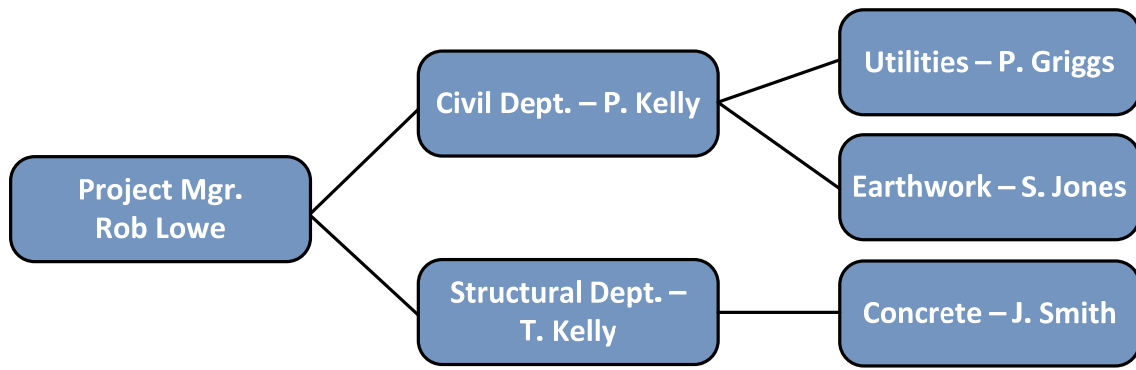 Project Mgr.
Rob Lowe
Civil Dept. – P. Kelly
Structural Dept. –
T. Kelly
Utilities – P. Griggs
Earthwork – S. Jones
Concrete – J. Smith